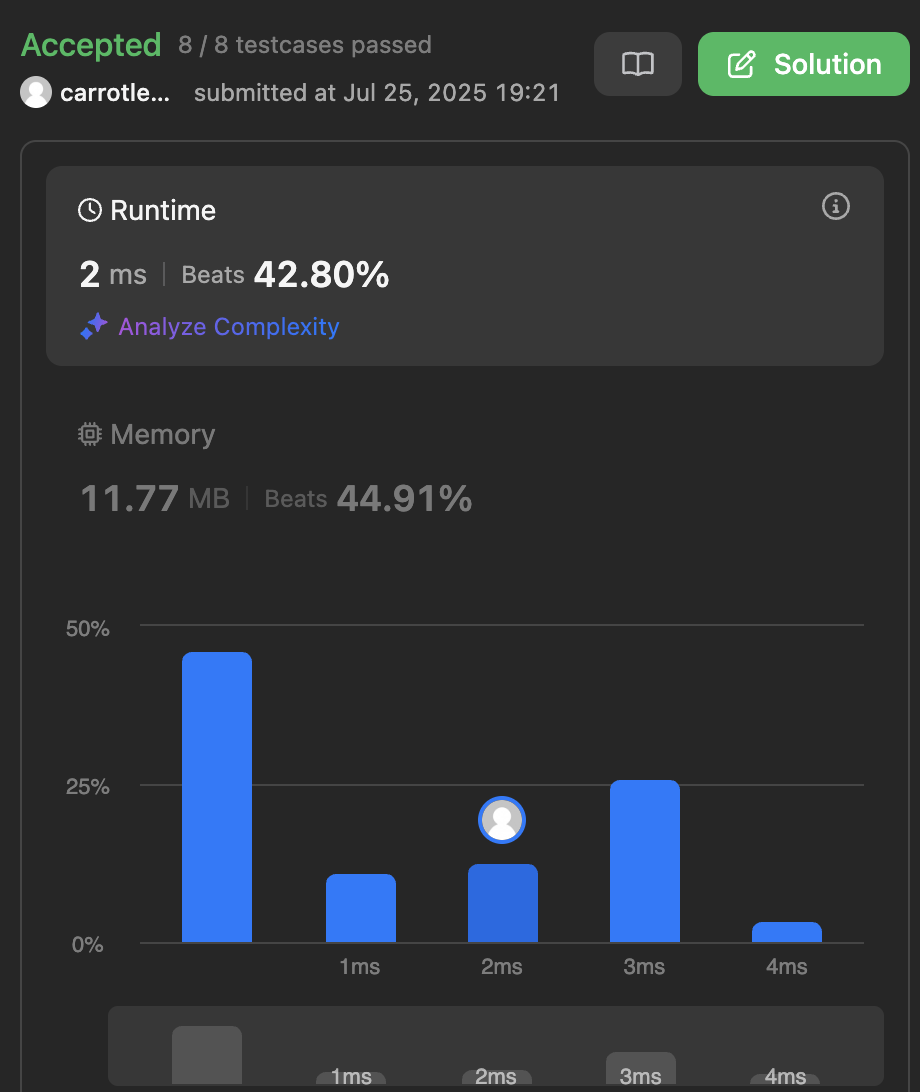 Accepted 8 / 8 testcases passed
carrotle... submitted at Jul 25, 2025 19:21
Solution
Runtime
2 ms | Beats 42.80%
Analyze Complexity
Memory
11.77 MB | Beats 44.91%
50%
25%
0%
1ms 2ms 3ms 4ms
1ms 2ms 3ms 4ms